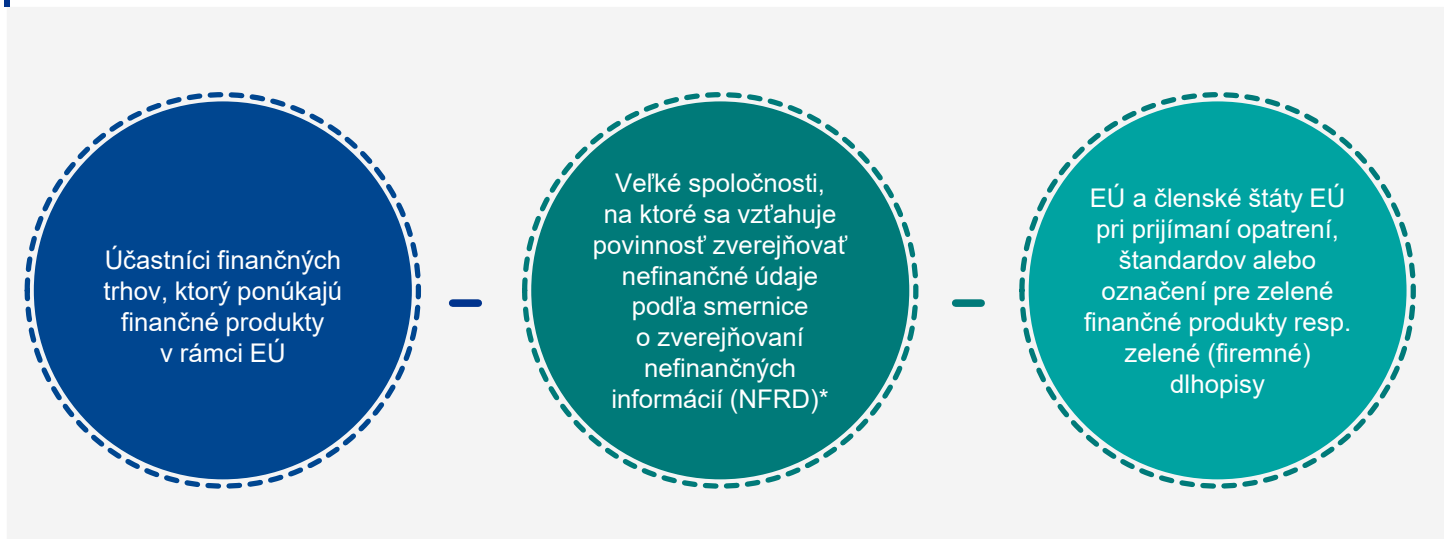 Účastníci finančných
trhov, ktorý ponúkajú
finančné produkty
v rámci EÚ
Veľké spoločnosti,
na ktoré sa vzťahuje
povinnosť zverejňovať
nefinančné údaje
podľa smernice
o zverejňovaní
nefinančných
informácií (NFRD)*
EÚ a členské štáty EÚ
pri prijímaní opatrení,
štandardov alebo
označení pre zelené
finančné produkty resp.
zelené (firemné)
dlhopisy